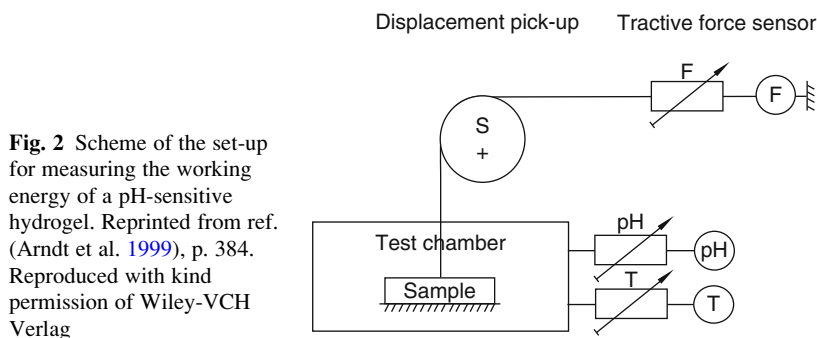 Displacement pick-up Tractive force sensor
F
F
S
+
Fig. 2 Scheme of the set-up
for measuring the working
energy of a pH-sensitive
hydrogel. Reprinted from ref.
(Arndt et al. 1999), p. 384.
Reproduced with kind
permission of Wiley-VCH
Verlag
Test chamber
pH
pH
Sample
T
T